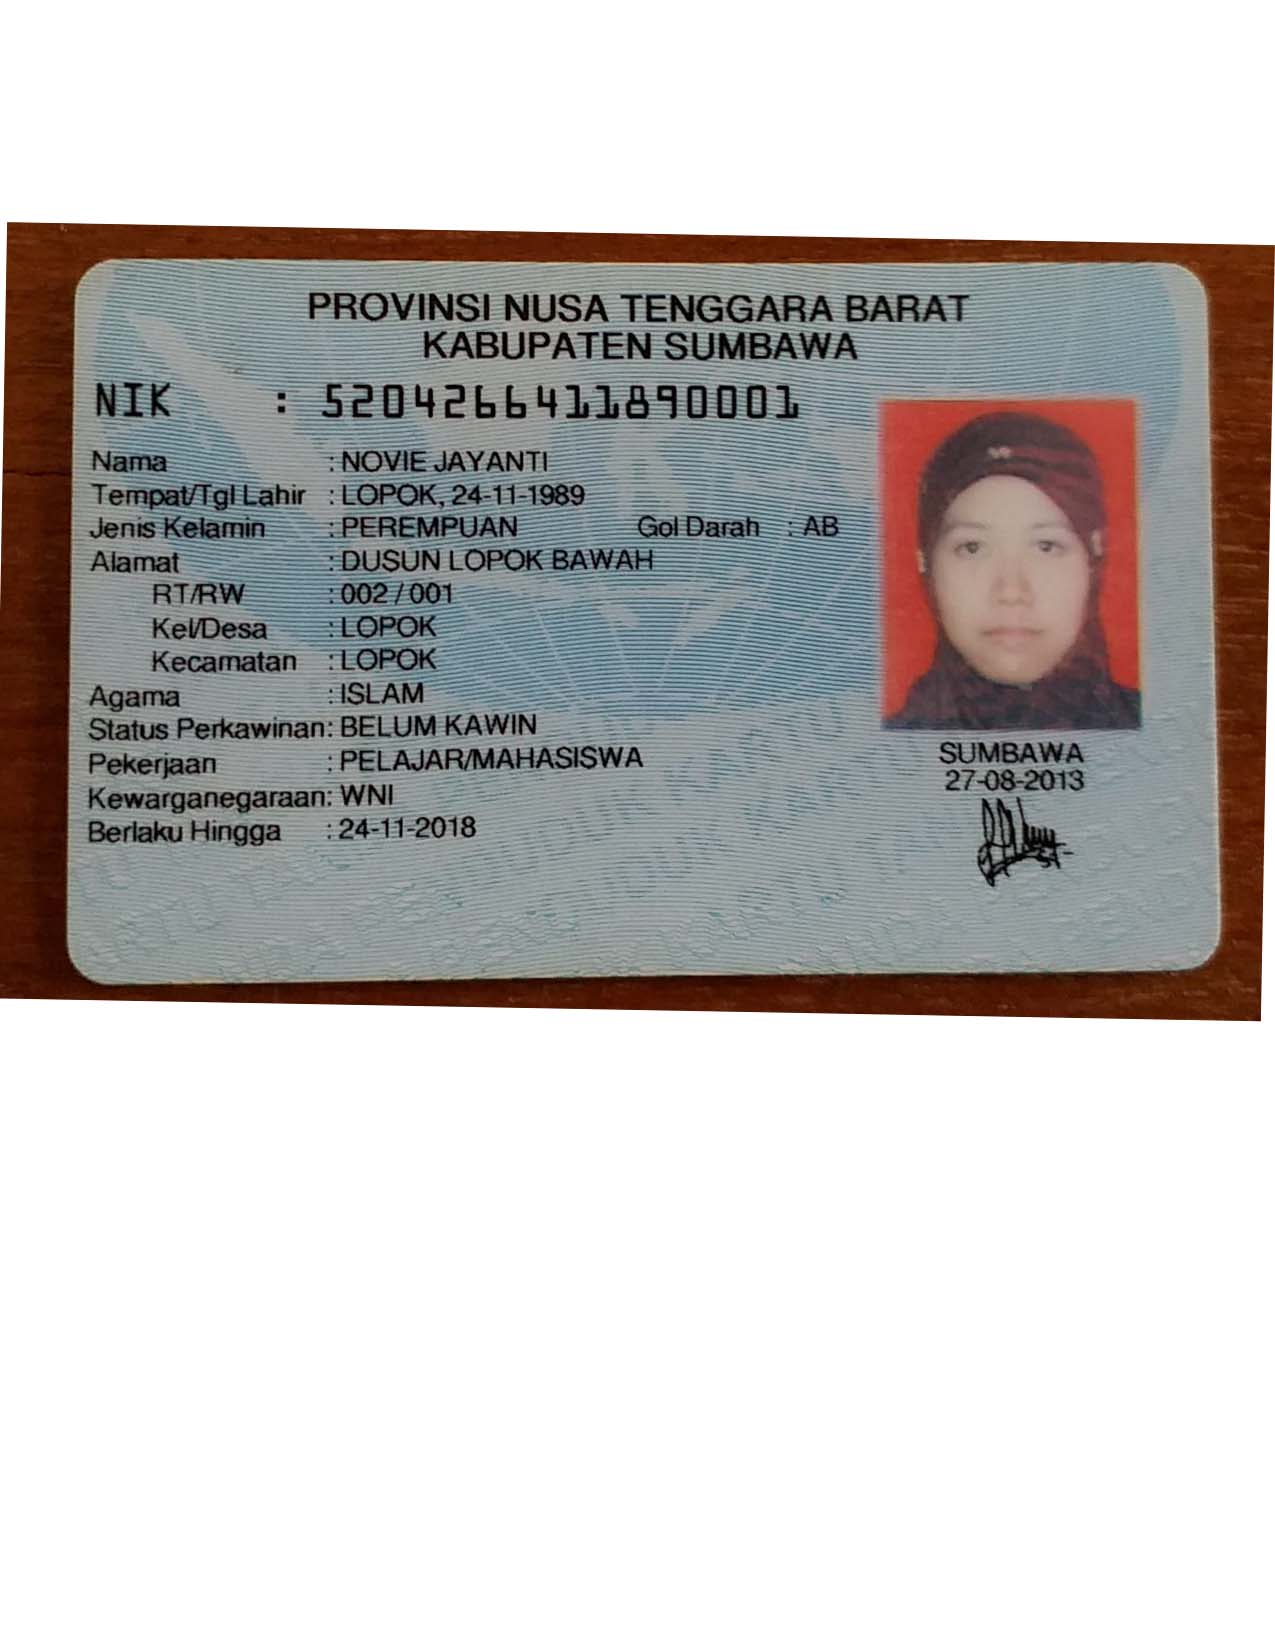 PROVINSI NUSA TENGGARA BARAT
KABUPATEN SUMBAWA
NIK : 5204266411890001
Nama : NOVIE JAYANTI
Tempat/Tgl Lahir : LOPOK, 24-11-1989
Jenis Kelamin : PEREMPUAN Gol Darah : AB
Alamat : DUSUN LOPOK BAWAH
RT/RW : 002 / 001
Kel/Desa : LOPOK
Kecamatan : LOPOK
Agama : ISLAM
Status Perkawinan: BELUM KAWIN
Pekerjaan : PELAJAR/MAHASISWA
Kewarganegaraan: WNI
Berlaku Hingga : 24-11-2018
SUMBAWA
27-08-2013